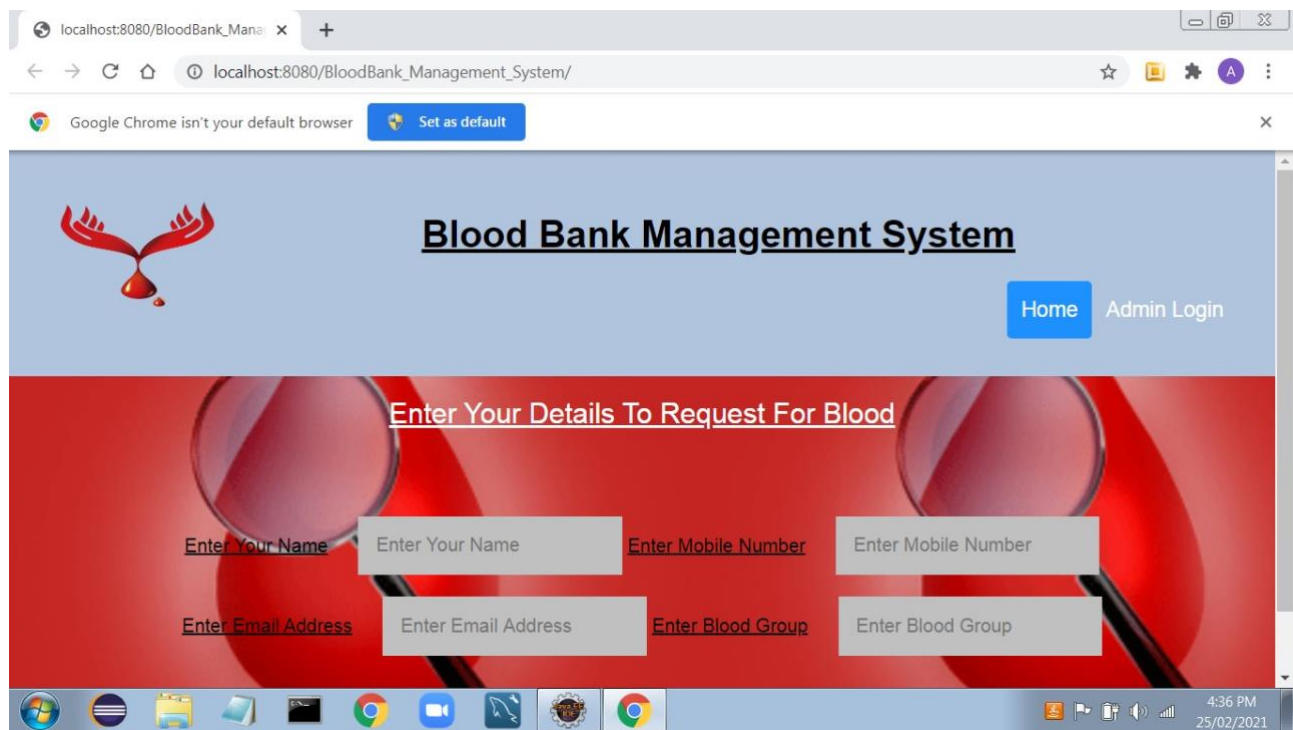 localhost:8080/BloodBank_Mana
localhost:8080/BloodBank_Management_System/
A
Google Chrome isn't your default browser Set as default
Blood Bank Management System
Home Admin Login
Enter Your Details To Request For Blood
Enter Your Name Enter Your Name Enter Mobile Number Enter Mobile Number
Enter Email Address Enter Email Address Enter Blood Group Enter Blood Group
4:36 PM
25/02/2021